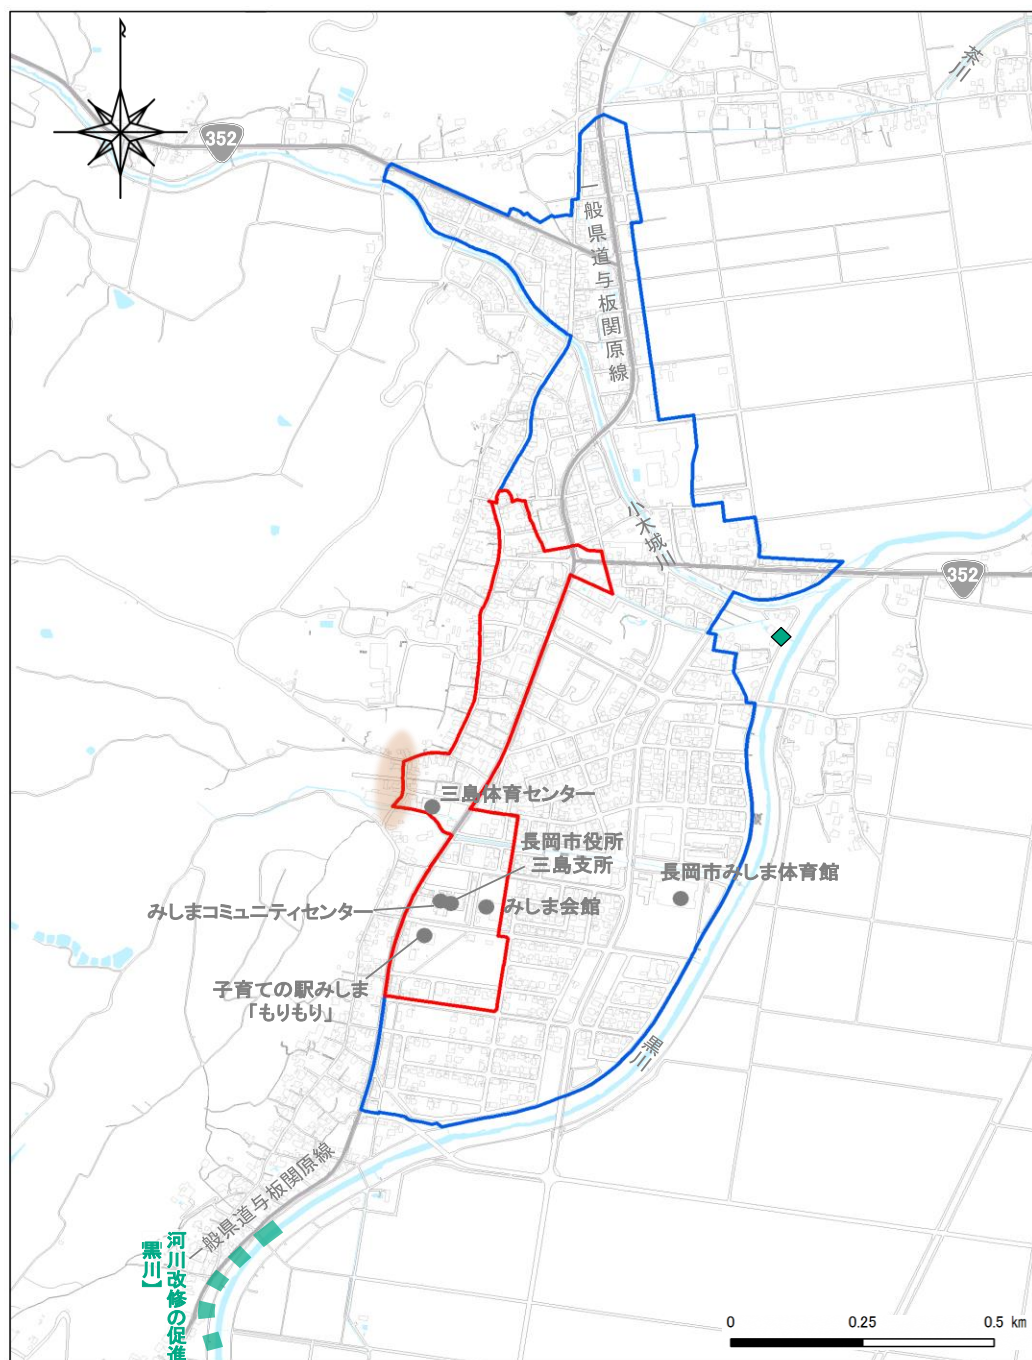 茶川
352
一般県道与板関原線
小木城川
352
三島体育センター
長岡市役所
三島支所
長岡市みしま体育館
みしまコミュニティセンター
みしま会館
子育ての駅みしま
「もりもり」
黒川
一般県道与板関原線
河川改修の促進
【黒川】
0 0.25 0.5 km